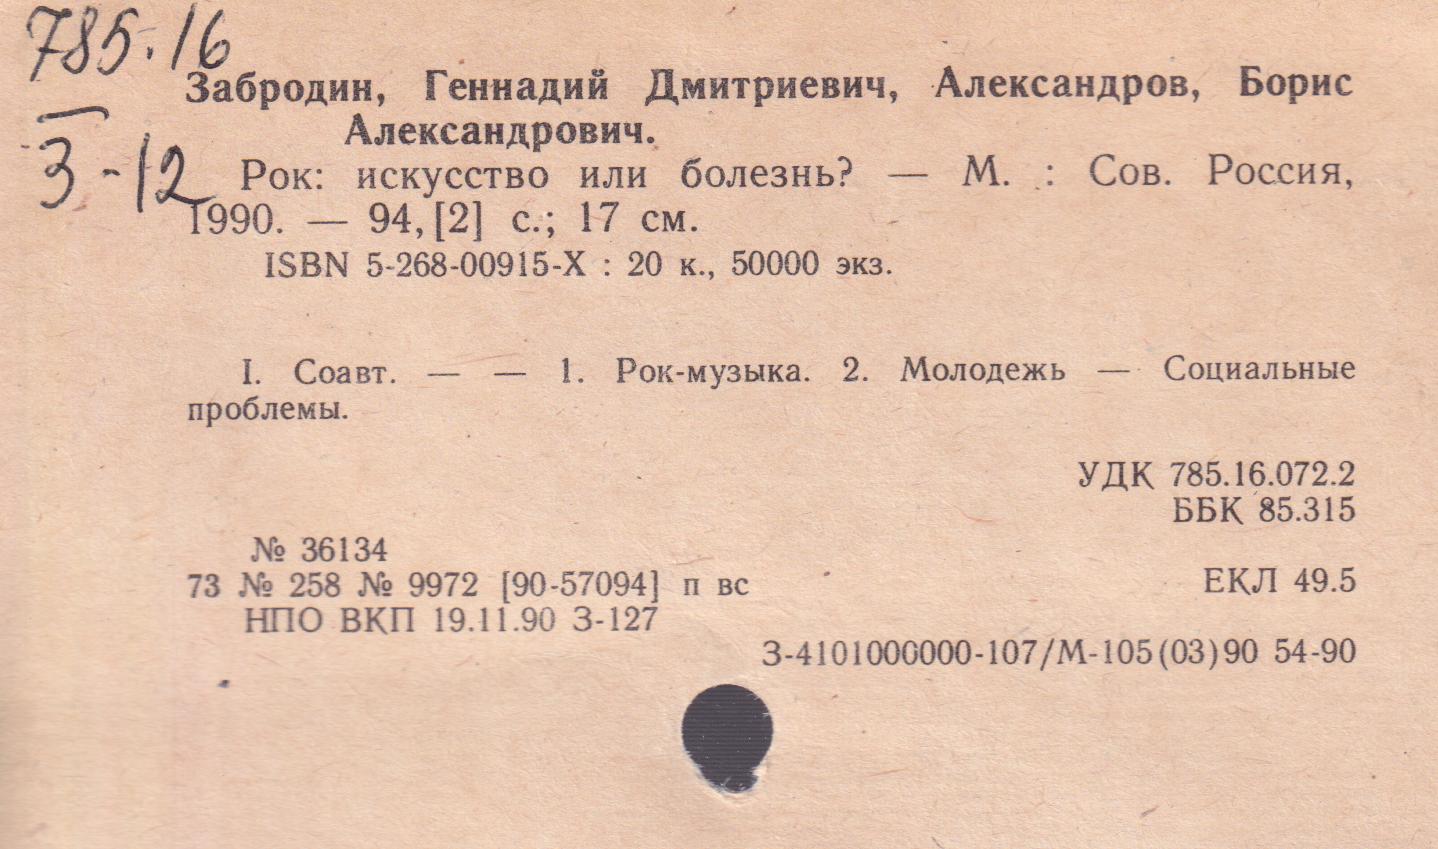 785.16
Забродин, Геннадий Дмитриевич, Александров, Борис
Александрович.
З-12
Рок: искусство или болезнь? — М. : Сов. Россия,
1990. — 94, [2] с.; 17 см.
ISBN 5-268-00915-X : 20 к., 50000 экз.
I. Соавт. — — 1. Рок-музыка. 2. Молодежь — Социальные
проблемы.
УДК 785.16.072.2
ББК 85.315
№ 36134
73 № 258 № 9972 [90-57094] п вс
ЕКЛ 49.5
НПО ВКП 19.11.90 З-127
З-4101000000-107/М-105(03)90 54-90